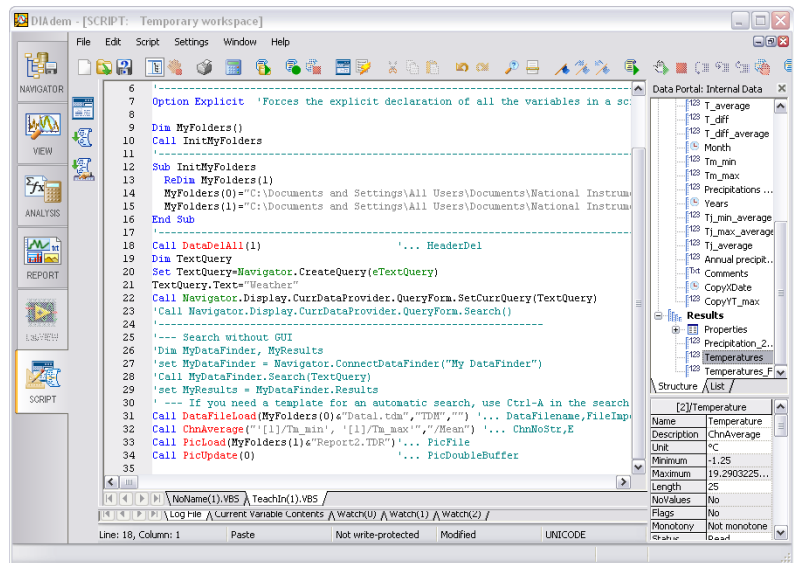 DIAdem - [SCRIPT:   Temporary workspace]
File Edit Script Settings Window Help
NAVIGATOR
VIEW
ANALYSIS
REPORT
LabVIEW
SCRIPT
6 '-----------------------------------------------------------------
7 Option Explicit  'Forces the explicit declaration of all the variables in a sc
8
9 Dim MyFolders()
10 Call InitMyFolders
11 '-----------------------------------------------------------------
12 Sub InitMyFolders
13   ReDim MyFolders(1)
14   MyFolders(0)="C:\Documents and Settings\All Users\Documents\National Instrum
15   MyFolders(1)="C:\Documents and Settings\All Users\Documents\National Instrum
16 End Sub
17 '-----------------------------------------------------------------
18 Call DataDelAll(1)                 '... HeaderDel
19 Dim TextQuery
20 Set TextQuery=Navigator.CreateQuery(eTextQuery)
21 TextQuery.Text="Weather"
22 Call Navigator.Display.CurrDataProvider.QueryForm.SetCurrQuery(TextQuery)
23 'Call Navigator.Display.CurrDataProvider.QueryForm.Search()
24 '-----------------------------------------------------
25 '--- Search without GUI
26 'Dim MyDataFinder, MyResults
27 'set MyDataFinder = Navigator.ConnectDataFinder("My DataFinder")
28 'Call MyDataFinder.Search(TextQuery)
29 'set MyResults = MyDataFinder.Results
30 ' --- If you need a template for an automatic search, use Ctrl-A in the search
31 Call DataFileLoad(MyFolders(0)&"Data1.tdm","TDM","") '... DataFilename,FileImpo
32 Call ChnAverage("'[1]/Tm_min', '[1]/Tm_max'","/Mean") '... ChnNoStr,E
33 Call PicLoad(MyFolders(1)&"Report2.TDR")'... PicFile
34 Call PicUpdate(0)                  '... PicDoubleBuffer
35
NoName(1).VBS TeachIn(1).VBS
Log File Current Variable Contents Watch(0) Watch(1) Watch(2)
Line: 18, Column: 1 Paste Not write-protected Modified UNICODE
Data Portal: Internal Data
T_average
T_diff
T_diff_average
Month
Tm_min
Tm_max
Precipitations ...
Years
Tj_min_average
Tj_max_average
Tj_average
Annual precipit...
Comments
CopyXDate
CopyYT_max
Results
Properties
Precipitation_2...
Temperatures
Temperatures_F
Structure List
[2]/Temperature
Name Temperature
Description ChnAverage
Unit °C
Minimum -1.25
Maximum 19.2903225...
Length 25
NoValues No
Flags No
Monotony Not monotone
Status Read